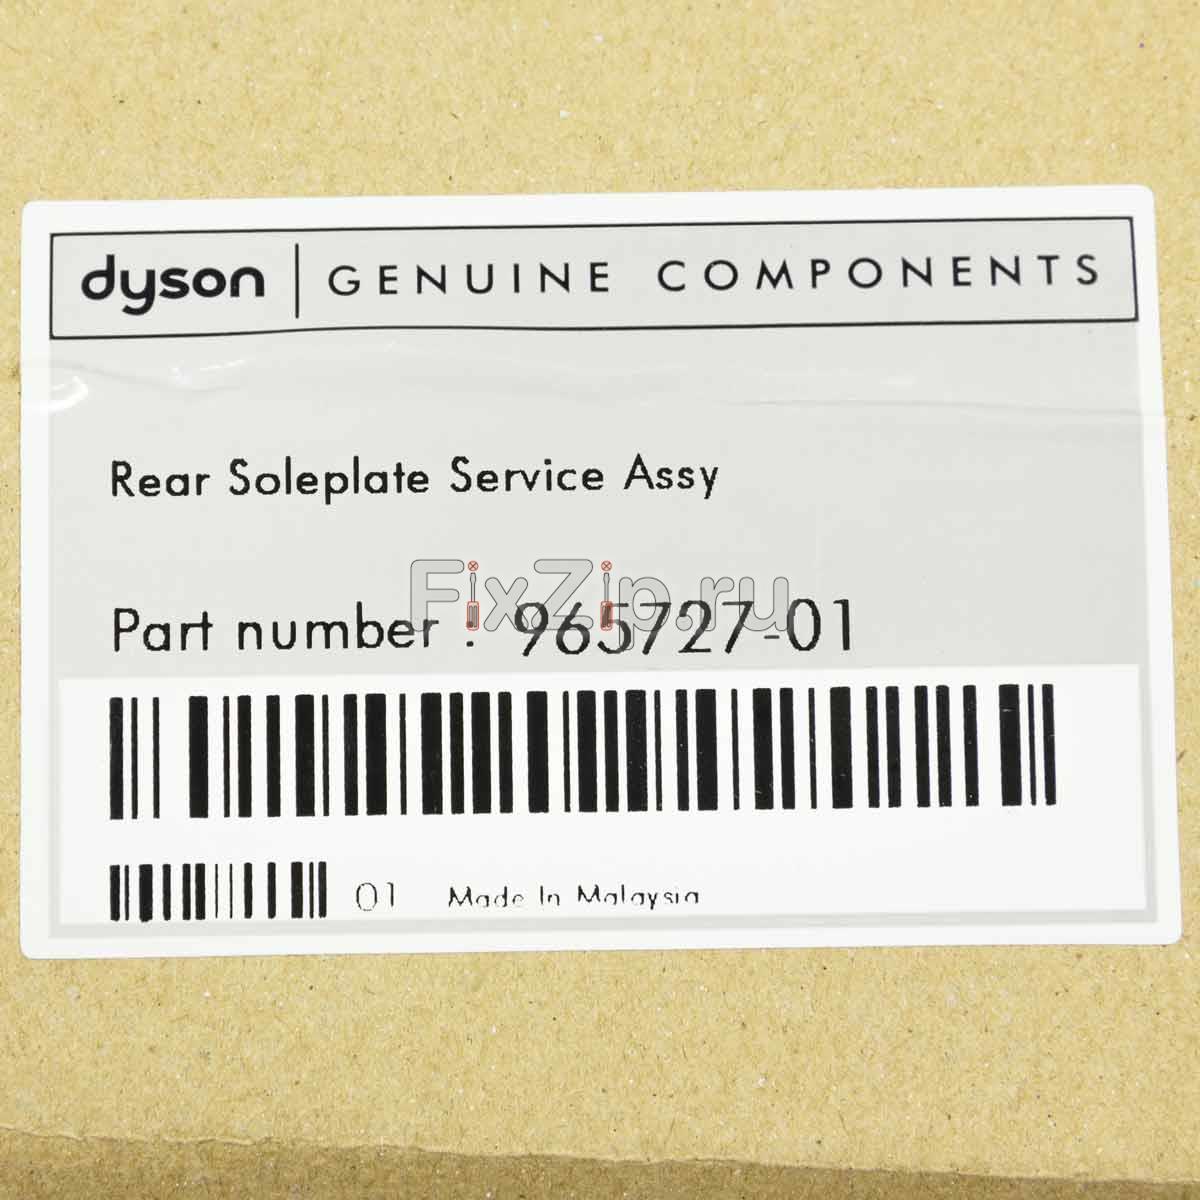 dyson | GENUINE COMPONENTS
Rear Soleplate Service Assy
FixZip.ru
Part number : 965727-01
01 Made In Malaysia